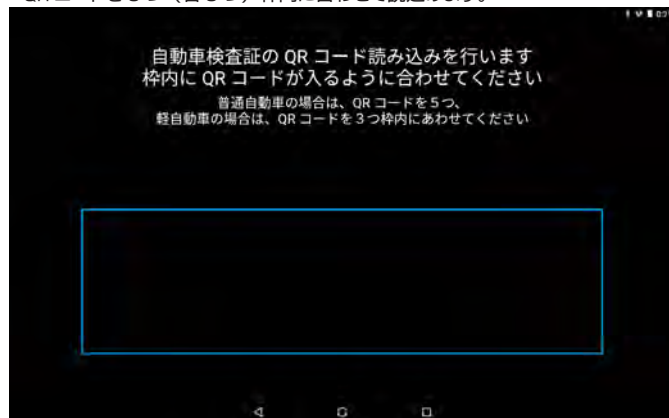 自動車検査証の QR コード読み込みを行います
枠内に QR コードが入るように合わせてください
普通自動車の場合は、QR コードを５つ、
軽自動車の場合は、QR コードを３つ枠内にあわせてください